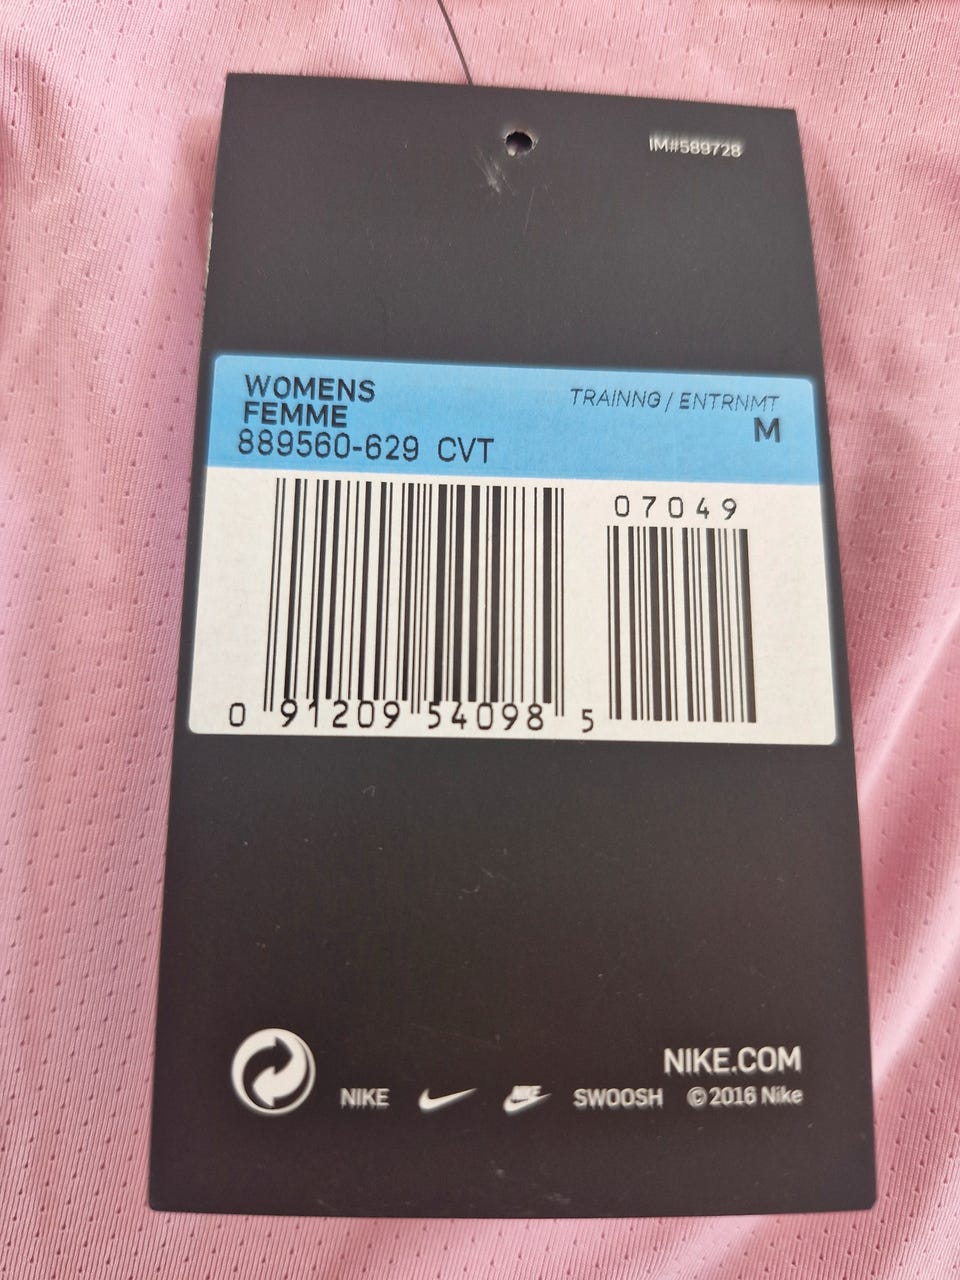 IM#589728
WOMENS
FEMME
889560-629 CVT
TRAINNG / ENTRNMT
M
07049
0 91209 54098 5
NIKE.COM
NIKE NIKE SWOOSH © 2016 Nike